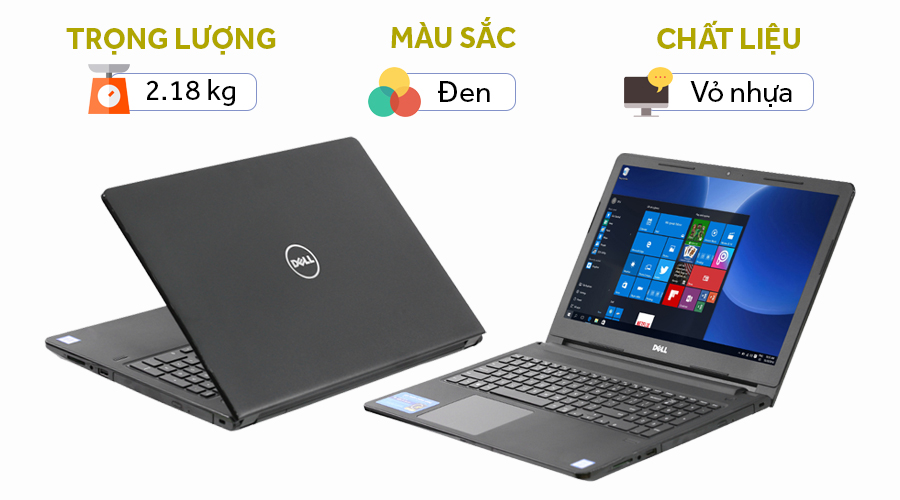 TRỌNG LƯỢNG
MÀU SẮC
CHẤT LIỆU
2.18 kg
Đen
Vỏ nhựa
DELL
DELL